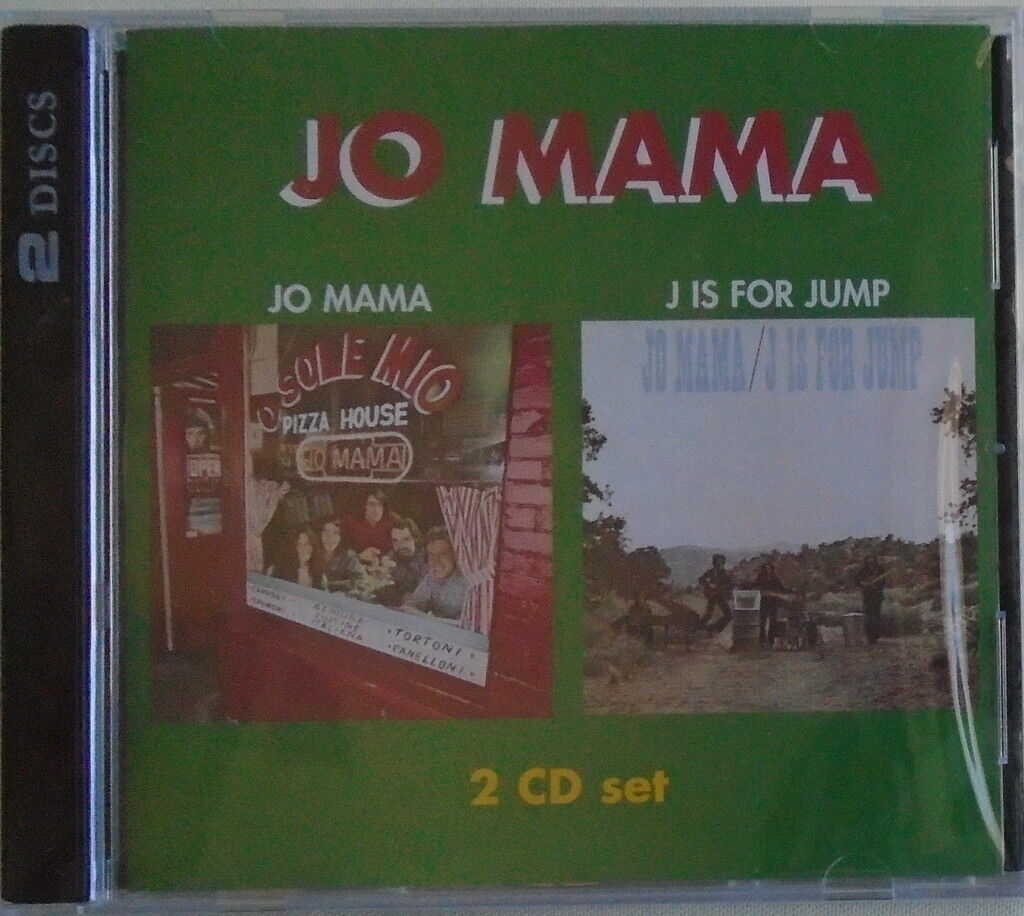 2 DISCS
JO MAMA
JO MAMA
J IS FOR JUMP
O SOLE MIO
PIZZA HOUSE
JO MAMA
OPEN
• TORTONI •
• CANELLONI •
JO MAMA / J IS FOR JUMP
2 CD set